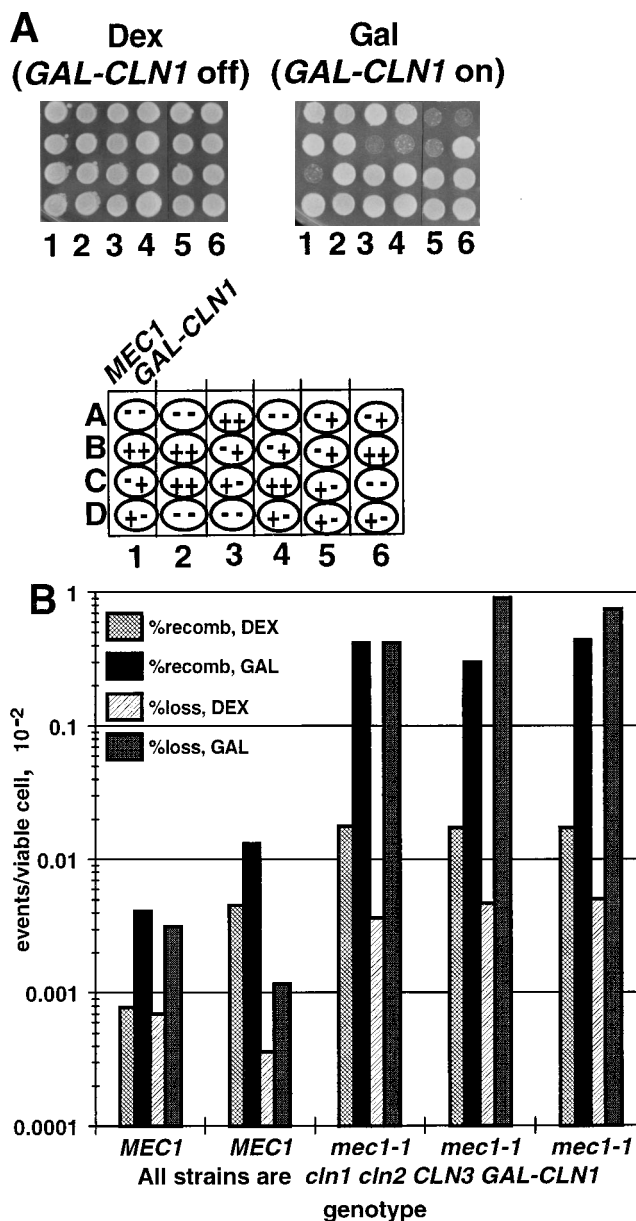 A
Dex
(GAL-CLN1 off)
Gal
(GAL-CLN1 on)
1 2 3 4 5 6
1 2 3 4 5 6
MEC1
GAL-CLN1
A -- -- ++ -- -+ -+
B ++ ++ -+ -+ -+ ++
C -+ ++ +- ++ +- --
D +- -- -- +- +- +-
1 2 3 4 5 6
B
1
0.1
0.01
0.001
0.0001
events/viable cell, 10-2
%recomb, DEX
%recomb, GAL
%loss, DEX
%loss, GAL
MEC1 MEC1 mec1-1 mec1-1 mec1-1
All strains are cln1 cln2 CLN3 GAL-CLN1
genotype